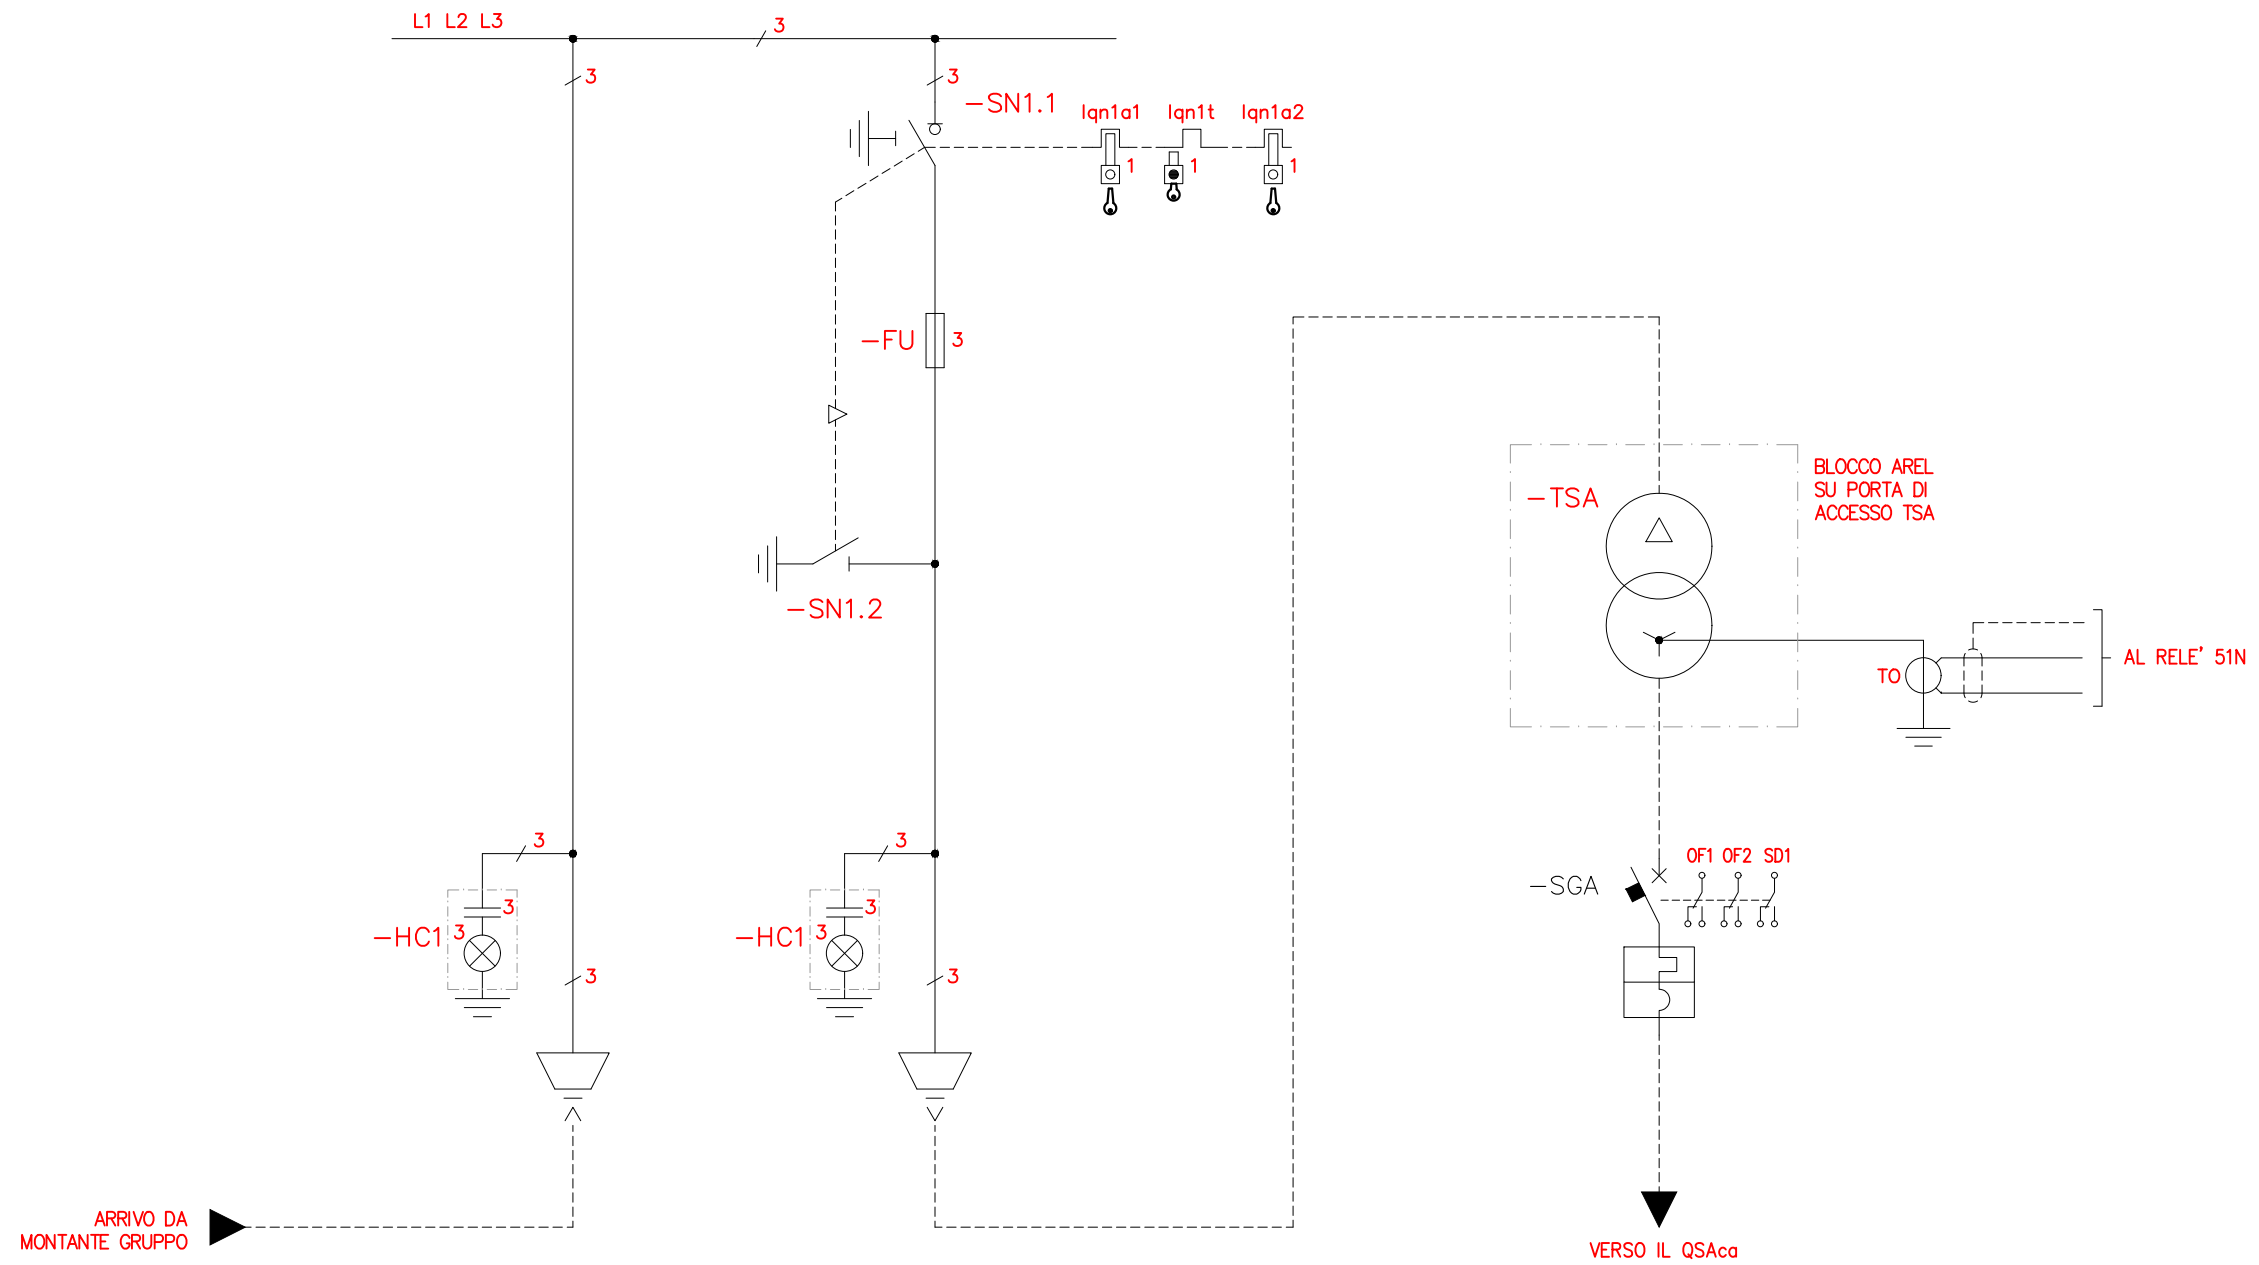 L1 L2 L3
3
3
3
-SN1.1
Iqn1a1
Iqn1t
Iqn1a2
1
1
1
-FU
3
BLOCCO AREL
SU PORTA DI
ACCESSO TSA
-TSA
-SN1.2
AL RELE' 51N
TO
3
3
OF1 OF2 SD1
-SGA
3
3
-HC1
3
-HC1
3
3
3
ARRIVO DA
MONTANTE GRUPPO
VERSO IL QSAca